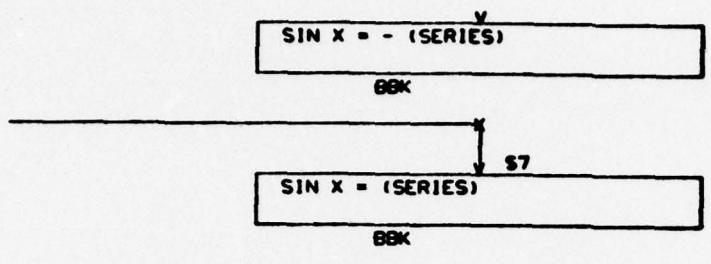 SIN X = - (SERIES)
BBK
S7
SIN X = (SERIES)
BBK